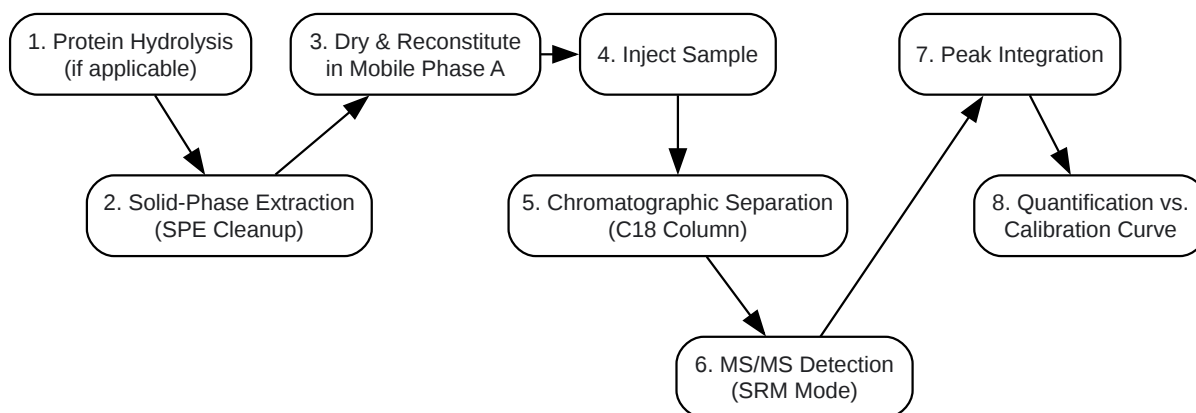 1. Protein Hydrolysis
(if applicable)
2. Solid-Phase Extraction
(SPE Cleanup)
3. Dry & Reconstitute
in Mobile Phase A
4. Inject Sample
5. Chromatographic Separation
(C18 Column)
6. MS/MS Detection
(SRM Mode)
7. Peak Integration
8. Quantification vs.
Calibration Curve